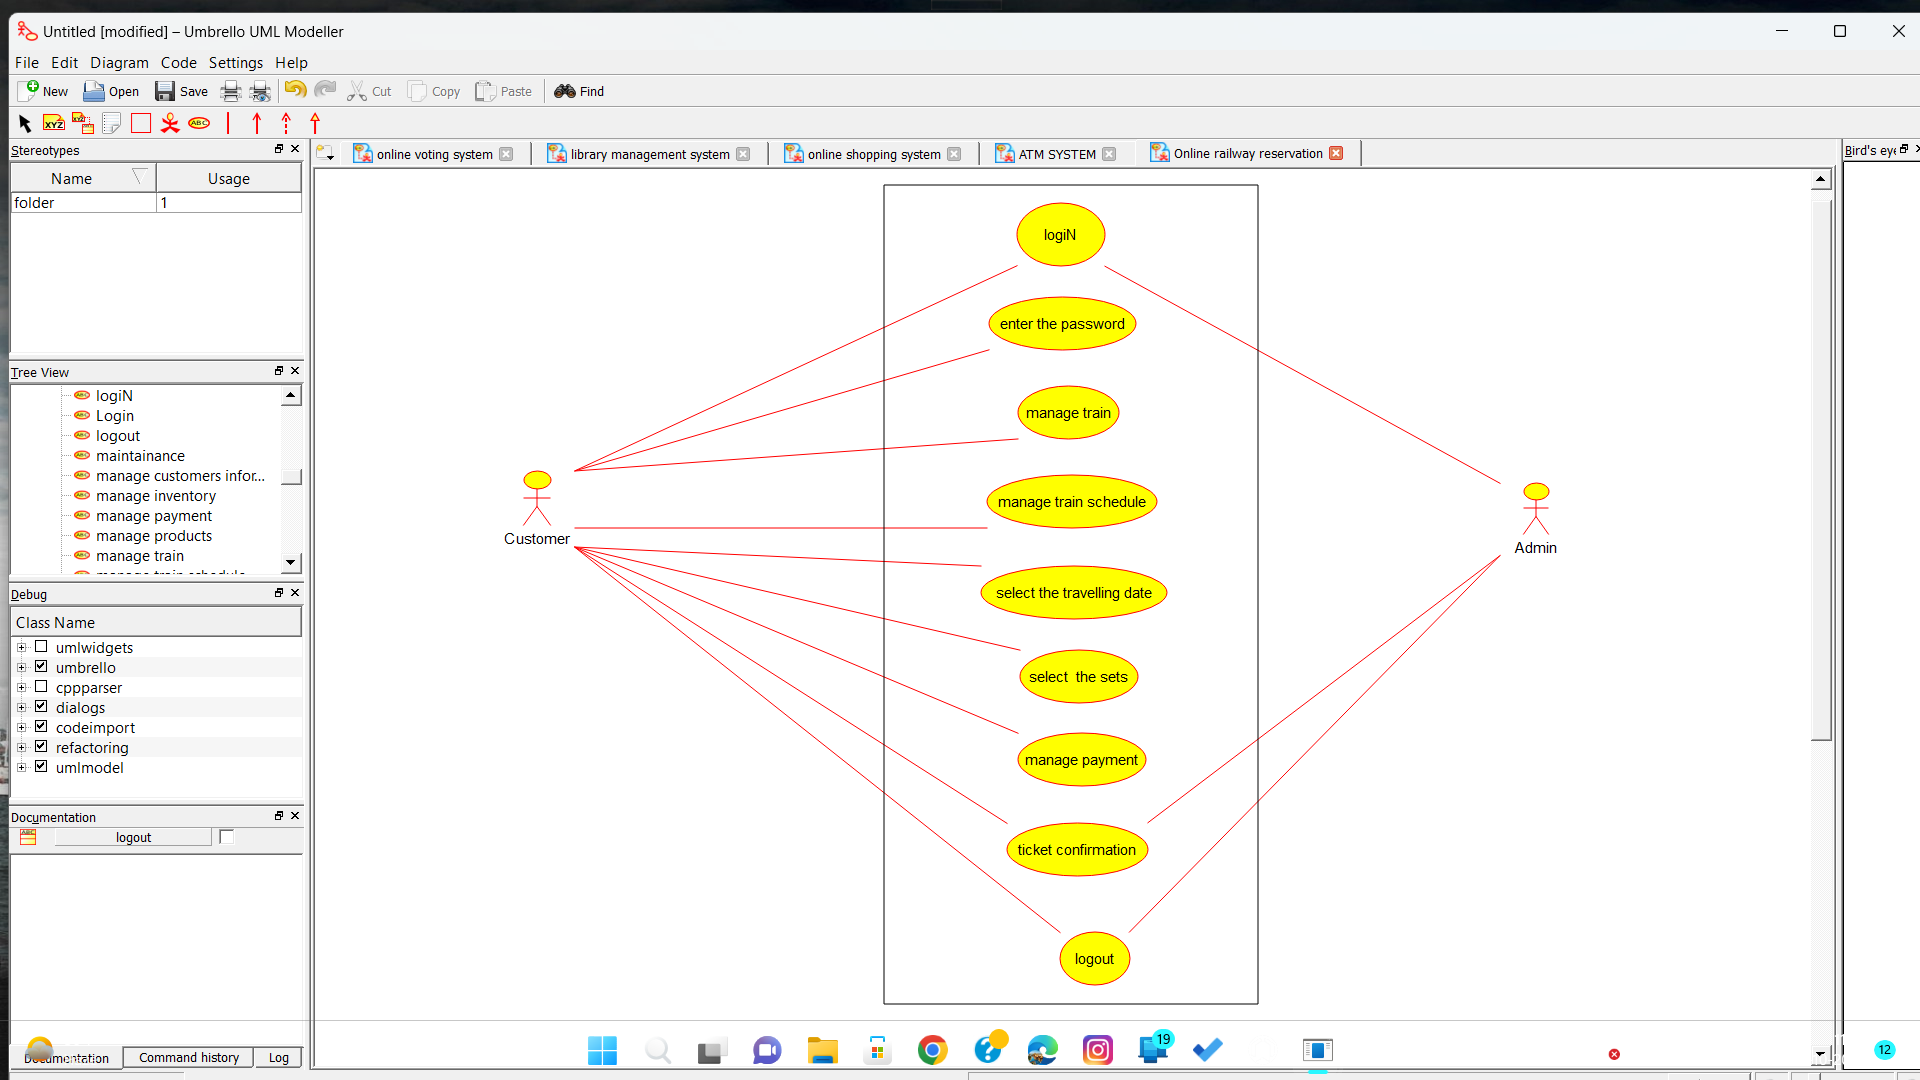 Untitled [modified] – Umbrello UML Modeller
File Edit Diagram Code Settings Help
New Open Save Cut Copy Paste Find
XYZ XYZ ABC
Stereotypes
Name Usage
folder 1
Tree View
logiN
Login
logout
maintainance
manage customers infor...
manage inventory
manage payment
manage products
manage train
Debug
Class Name
umlwidgets
umbrello
cppparser
dialogs
codeimport
refactoring
umlmodel
Documentation
logout
Command history Log
online voting system library management system online shopping system ATM SYSTEM Online railway reservation
Bird's eye
logiN
enter the password
manage train
manage train schedule
select the travelling date
select  the sets
manage payment
ticket confirmation
logout
Customer
Admin
19
12